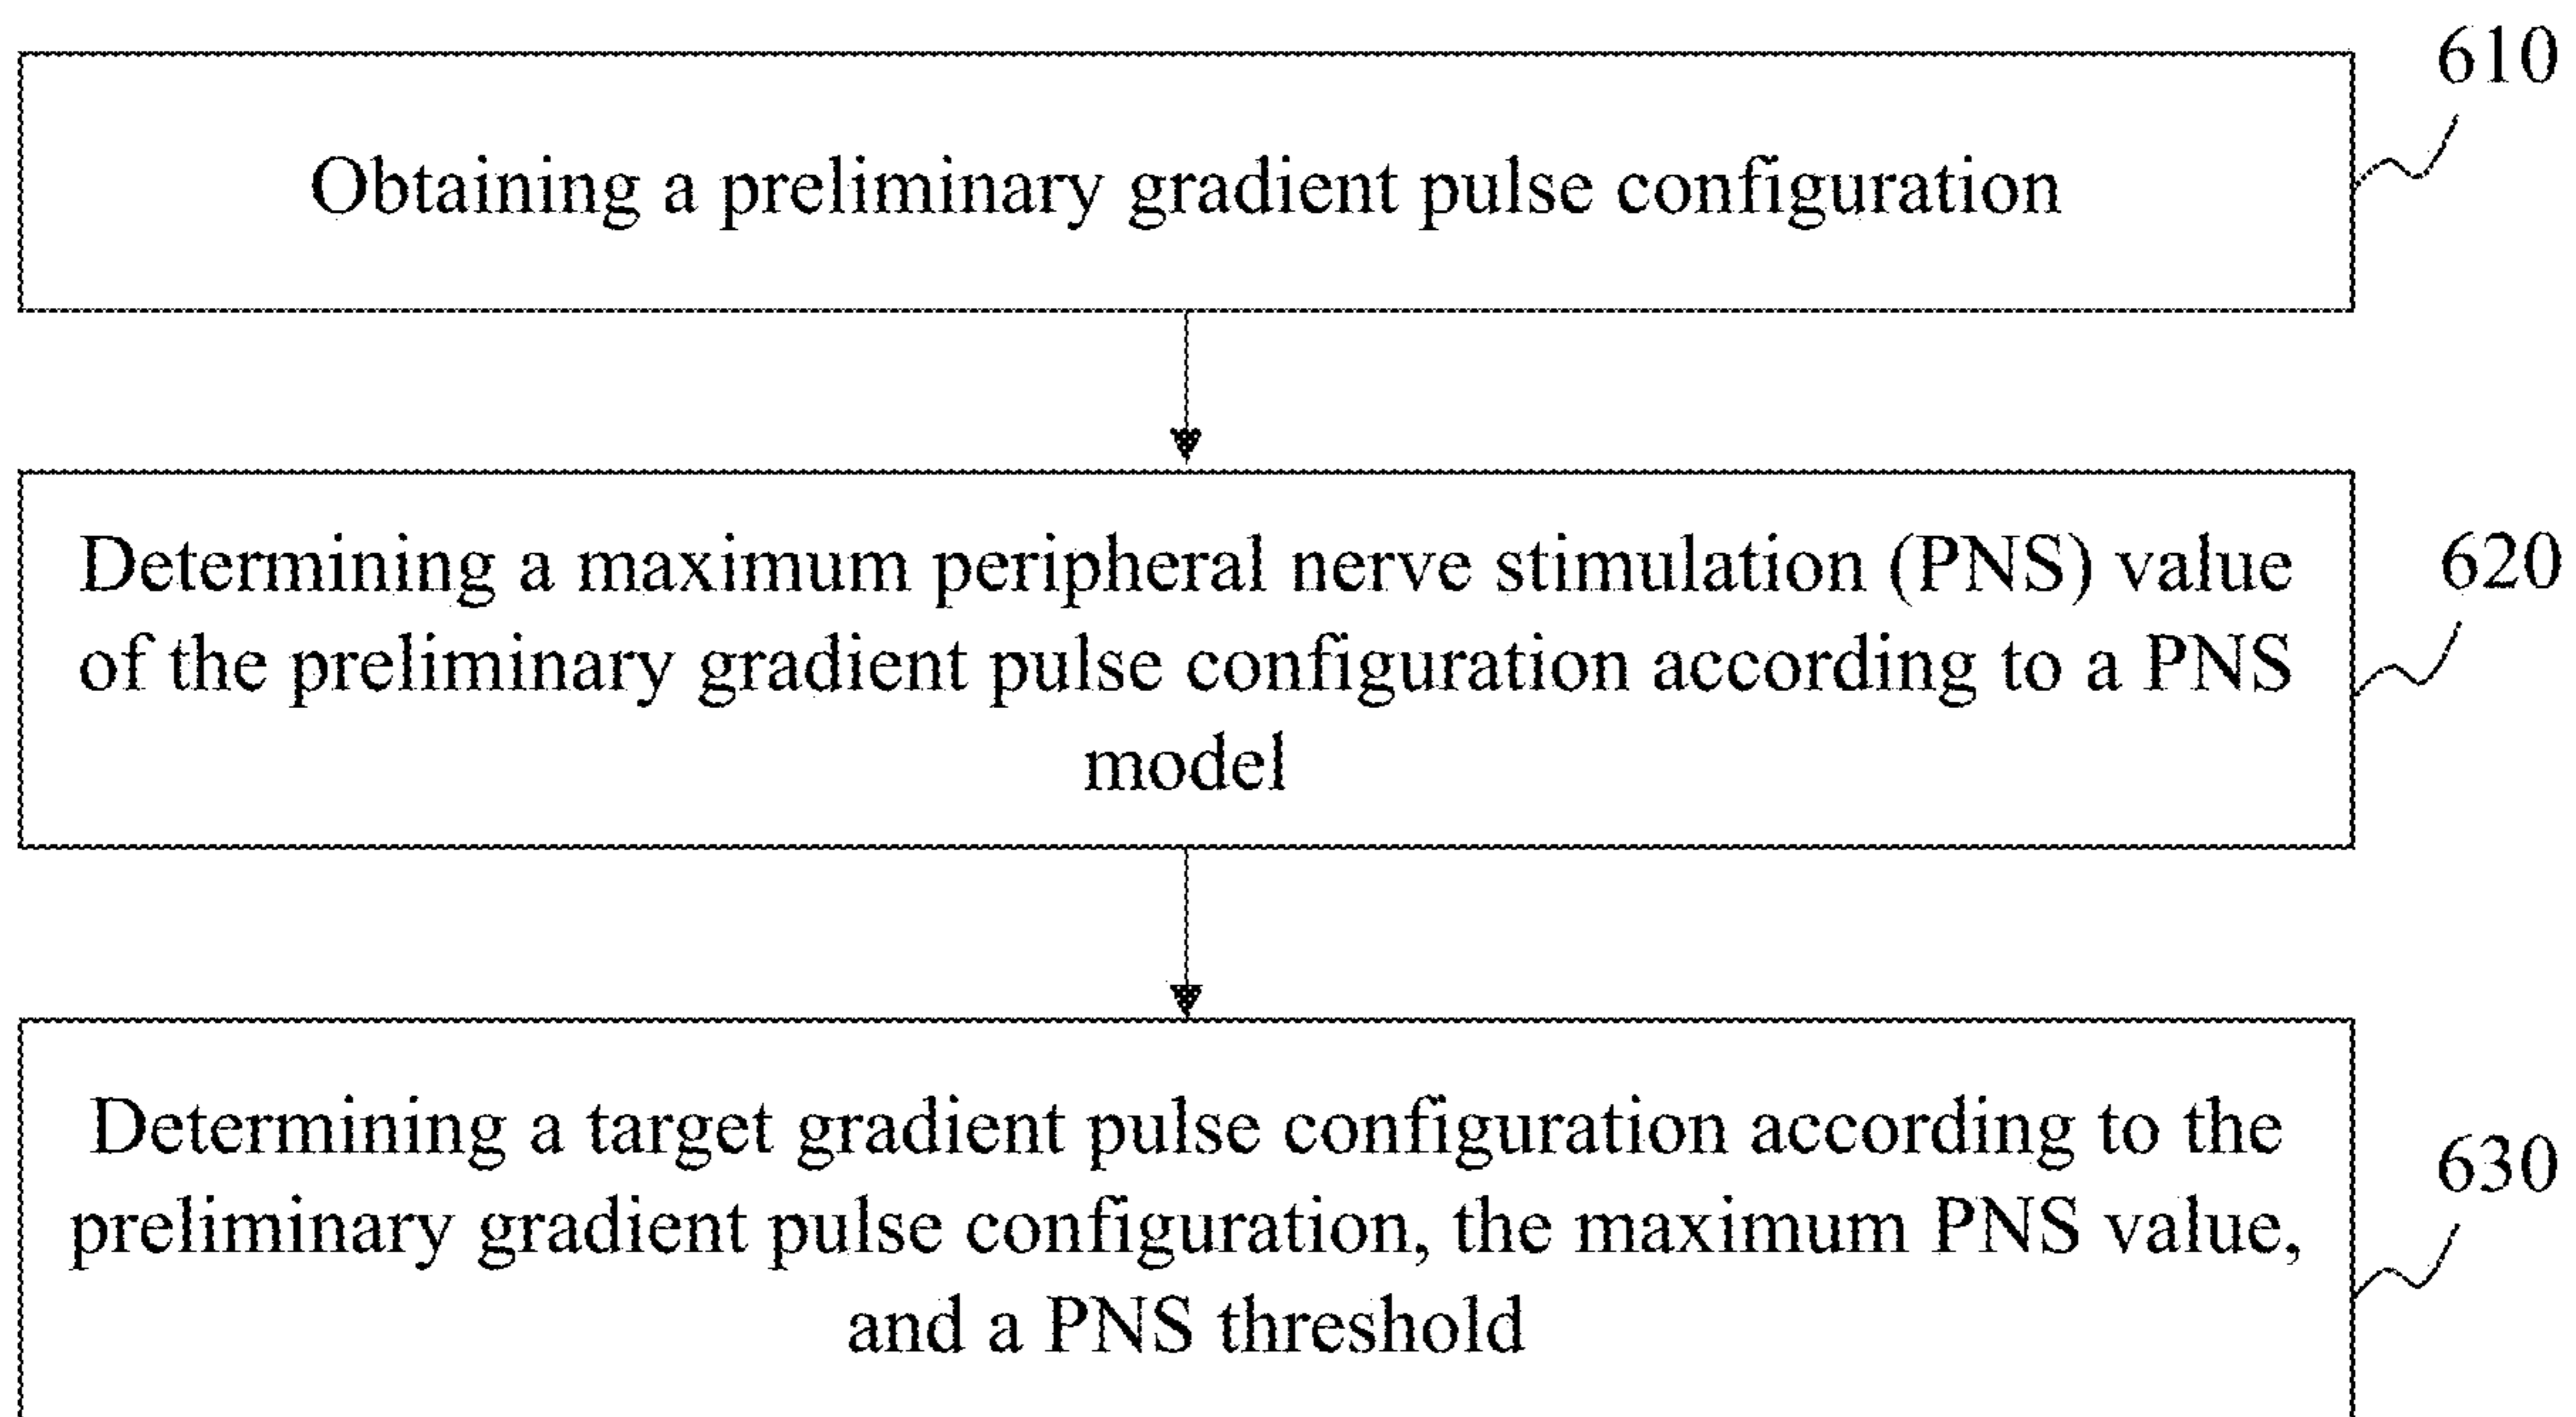 610
Obtaining a preliminary gradient pulse configuration
Determining a maximum peripheral nerve stimulation (PNS) value
of the preliminary gradient pulse configuration according to a PNS
model
620
Determining a target gradient pulse configuration according to the
preliminary gradient pulse configuration, the maximum PNS value,
and a PNS threshold
630